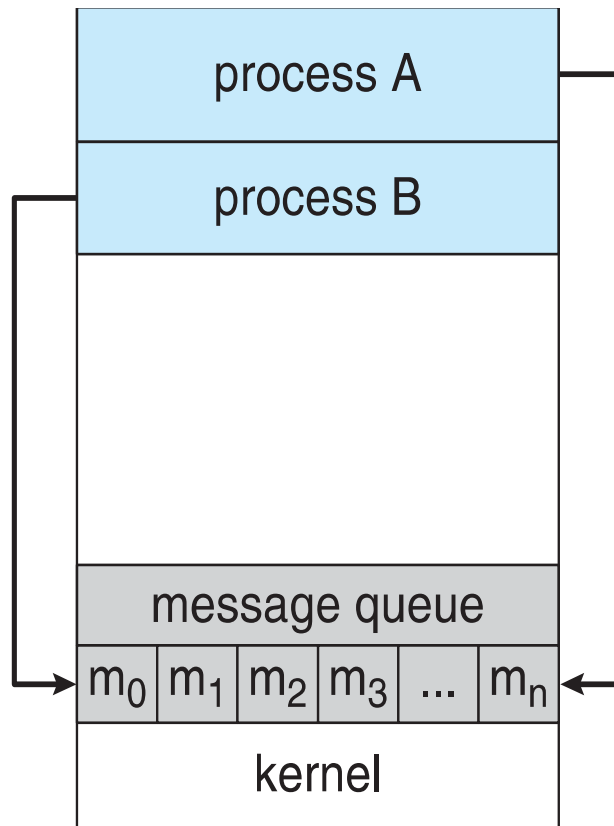 process A
process B
message queue
m₀ m₁ m₂ m₃ ... mₙ
kernel